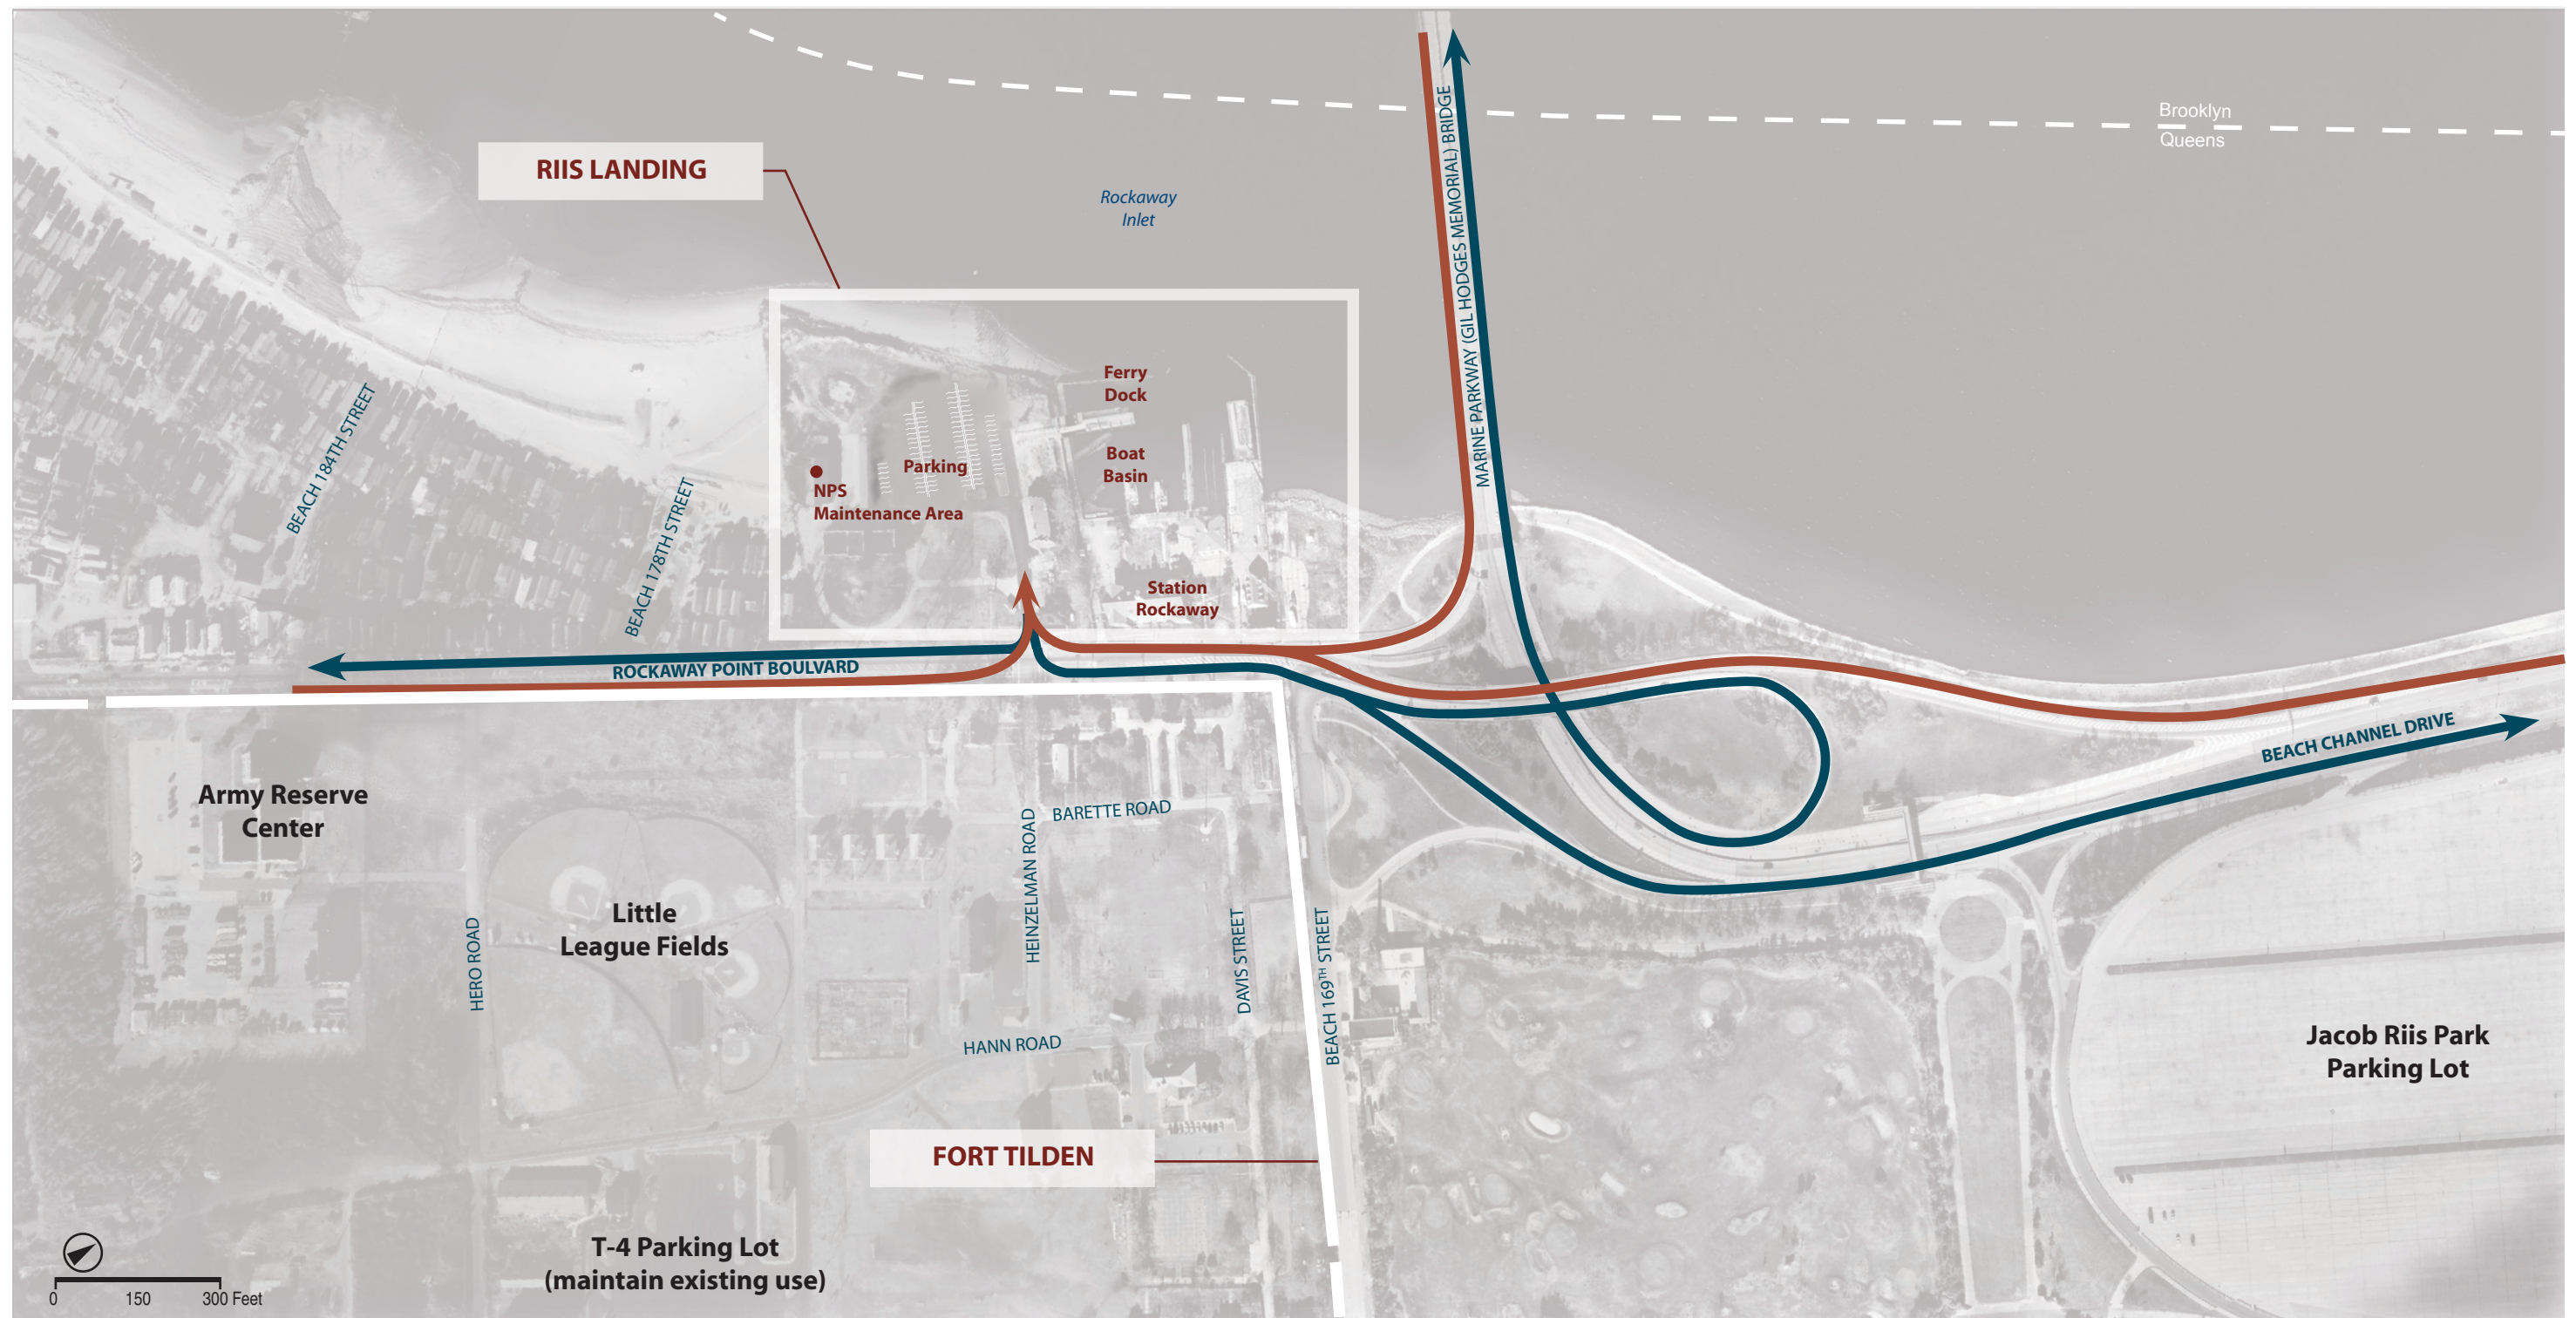 Brooklyn
Queens
RIIS LANDING
Rockaway
Inlet
MARINE PARKWAY (GIL HODGES MEMORIAL) BRIDGE
Ferry
Dock
Boat
Basin
Parking
NPS
Maintenance Area
Station
Rockaway
BEACH 184TH STREET
BEACH 178TH STREET
ROCKAWAY POINT BOULVARD
BEACH CHANNEL DRIVE
Army Reserve
Center
BARETTE ROAD
HEINZELMAN ROAD
Little
League Fields
HERO ROAD
DAVIS STREET
BEACH 169TH STREET
HANN ROAD
Jacob Riis Park
Parking Lot
FORT TILDEN
T-4 Parking Lot
(maintain existing use)
0 150 300 Feet